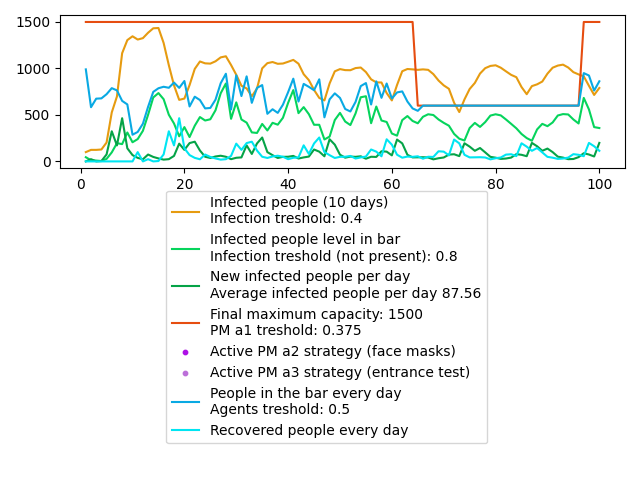 1500
1000
500
0
0 20 40 60 80 100
Infected people (10 days)
Infection treshold: 0.4
Infected people level in bar
Infection treshold (not present): 0.8
New infected people per day
Average infected people per day 87.56
Final maximum capacity: 1500
PM a1 treshold: 0.375
Active PM a2 strategy (face masks)
Active PM a3 strategy (entrance test)
People in the bar every day
Agents treshold: 0.5
Recovered people every day